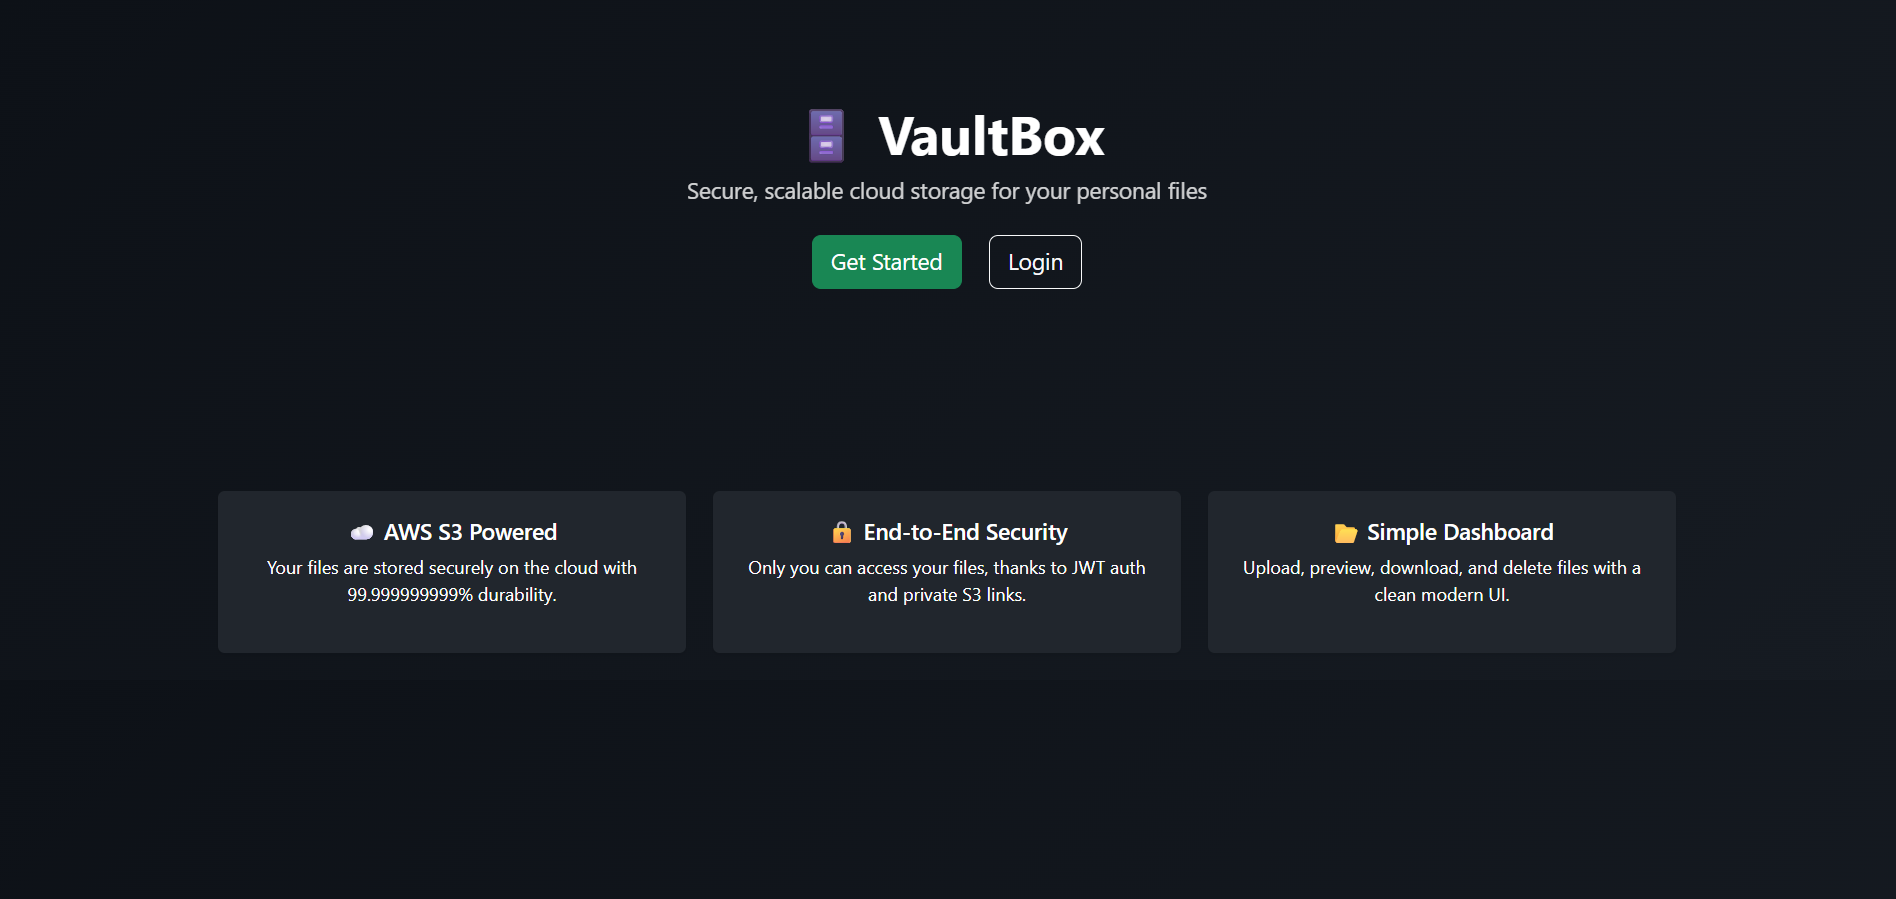 VaultBox
Secure, scalable cloud storage for your personal files
Get Started
Login
AWS S3 Powered
Your files are stored securely on the cloud with
99.999999999% durability.
End-to-End Security
Only you can access your files, thanks to JWT auth
and private S3 links.
Simple Dashboard
Upload, preview, download, and delete files with a
clean modern UI.